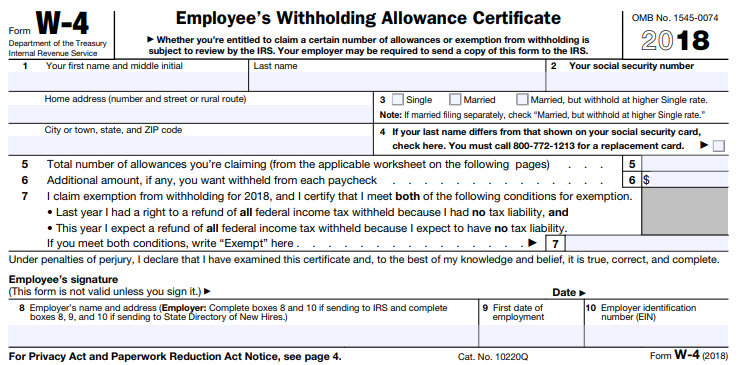 Form W-4
Department of the Treasury
Internal Revenue Service
Employee's Withholding Allowance Certificate
▶ Whether you're entitled to claim a certain number of allowances or exemption from withholding is
subject to review by the IRS. Your employer may be required to send a copy of this form to the IRS.
OMB No. 1545-0074
2018
1 Your first name and middle initial
Last name
2 Your social security number
Home address (number and street or rural route)
3 Single Married Married, but withhold at higher Single rate.
Note: If married filing separately, check "Married, but withhold at higher Single rate."
City or town, state, and ZIP code
4 If your last name differs from that shown on your social security card,
check here. You must call 800-772-1213 for a replacement card. ▶
5 Total number of allowances you're claiming (from the applicable worksheet on the following pages) . . . 5
6 Additional amount, if any, you want withheld from each paycheck . . . . . . . . . . . . . . 6 $
7 I claim exemption from withholding for 2018, and I certify that I meet both of the following conditions for exemption.
• Last year I had a right to a refund of all federal income tax withheld because I had no tax liability, and
• This year I expect a refund of all federal income tax withheld because I expect to have no tax liability.
If you meet both conditions, write "Exempt" here . . . . . . . . . . . . . . . ▶ 7
Under penalties of perjury, I declare that I have examined this certificate and, to the best of my knowledge and belief, it is true, correct, and complete.
Employee's signature
(This form is not valid unless you sign it.) ▶
Date ▶
8 Employer's name and address (Employer: Complete boxes 8 and 10 if sending to IRS and complete
boxes 8, 9, and 10 if sending to State Directory of New Hires.)
9 First date of
employment
10 Employer identification
number (EIN)
For Privacy Act and Paperwork Reduction Act Notice, see page 4.
Cat. No. 10220Q
Form W-4 (2018)